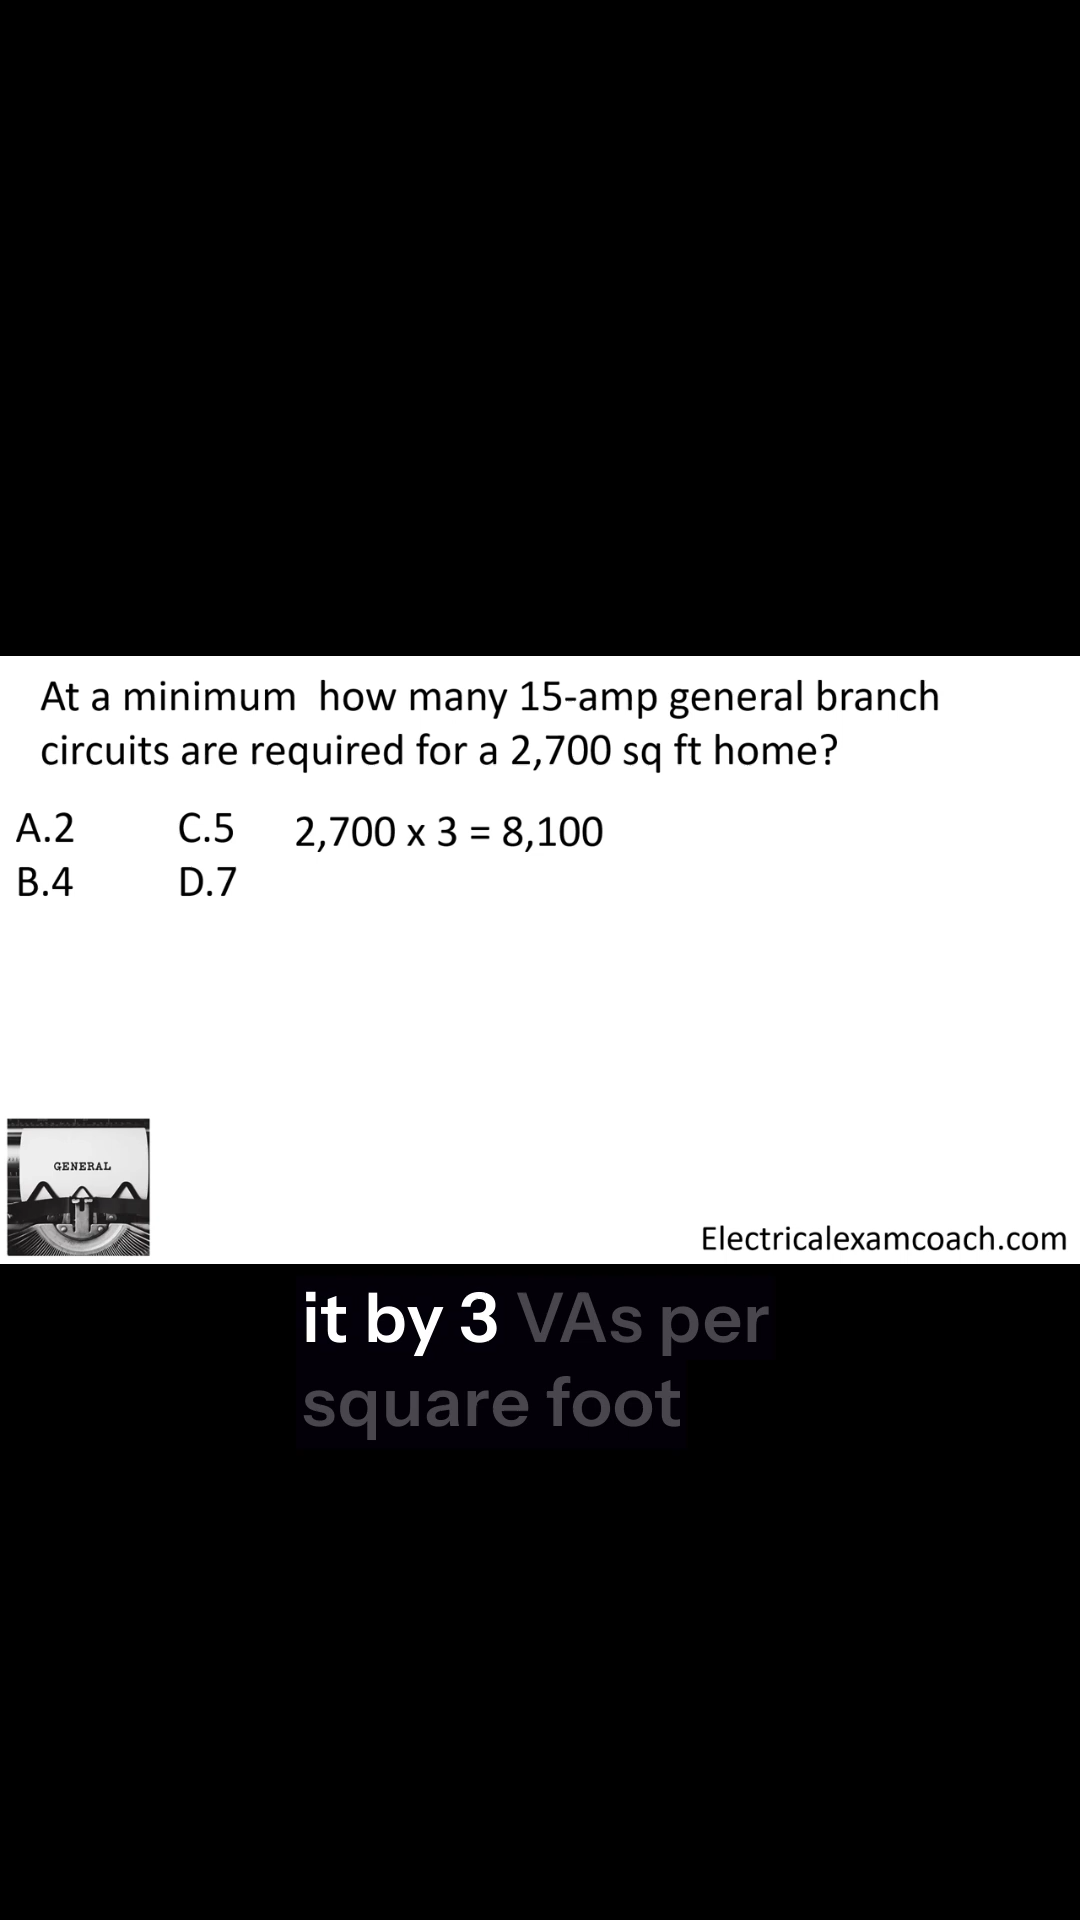 At a minimum  how many 15-amp general branch
circuits are required for a 2,700 sq ft home?
A.2 C.5 2,700 x 3 = 8,100
B.4 D.7
GENERAL
Electricalexamcoach.com
it by 3 VAs per
square foot